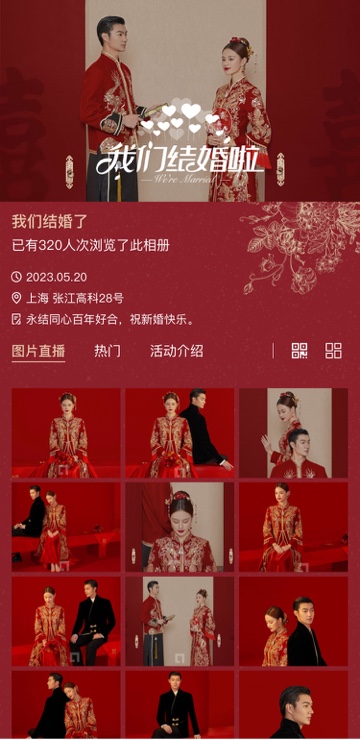 我们结婚啦
We're Married
我们结婚了
已有320人次浏览了此相册
2023.05.20
上海 张江高科28号
永结同心百年好合，祝新婚快乐。
图片直播 热门 活动介绍